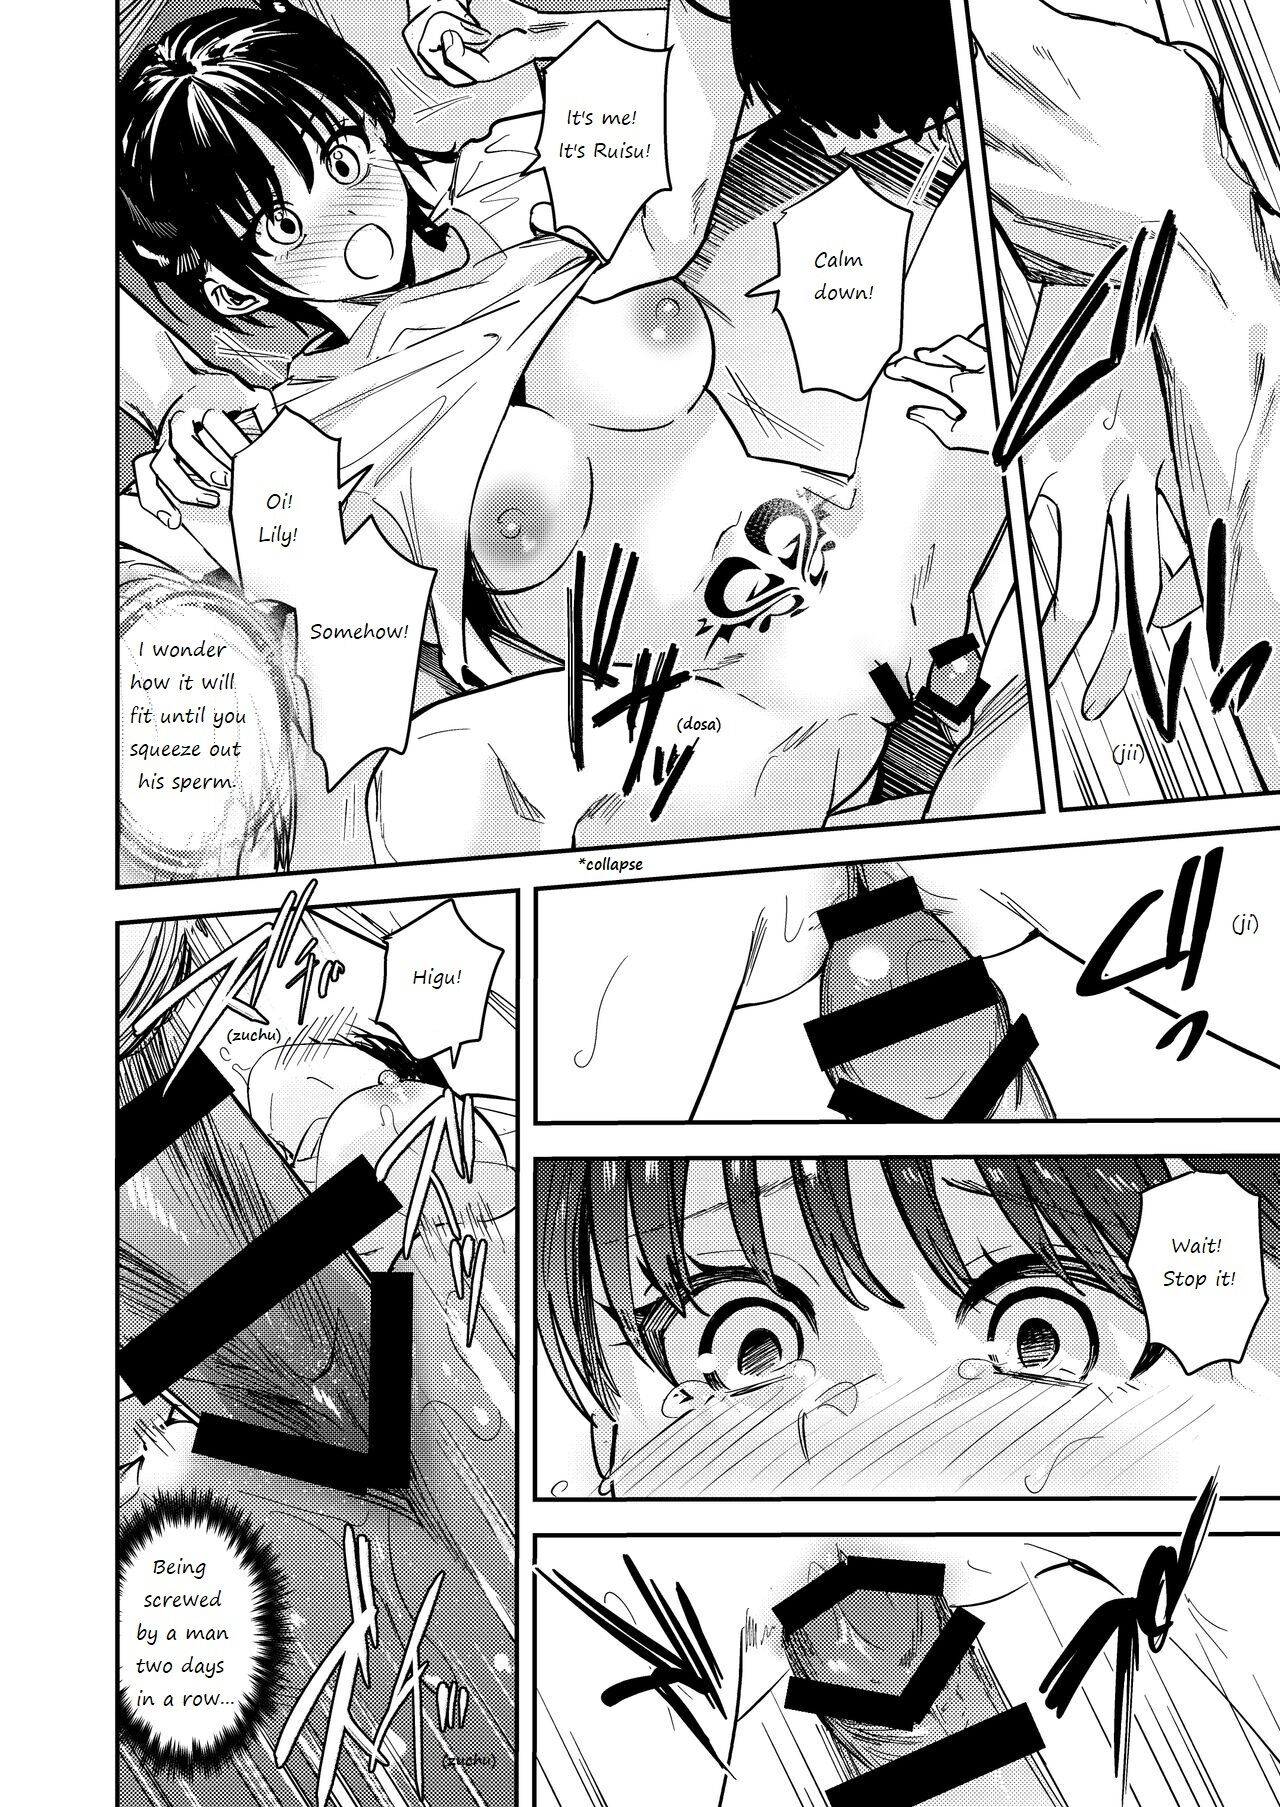 It's me!
It's Ruisu!
Calm
down!
Oi!
Lily!
Somehow!
I wonder
how it will
fit until you
squeeze out
his sperm.
(dosa)
*collapse
(jii)
(ji)
Wait!
Stop it!
Higu!
(zuchu)
Being
screwed
by a man
two days
in a row...
(zuchu)